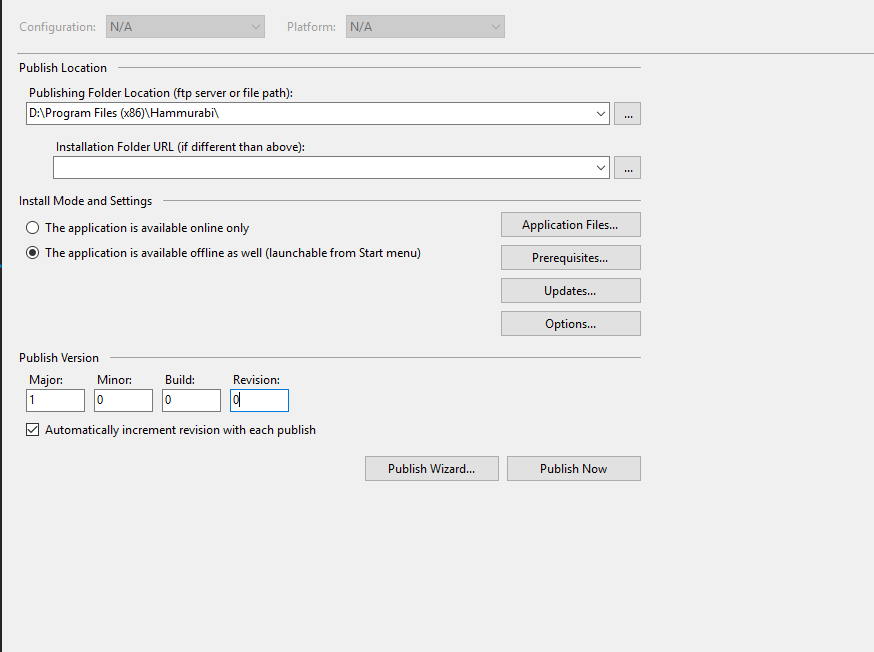 Configuration: N/A Platform: N/A
Publish Location
Publishing Folder Location (ftp server or file path):
D:\Program Files (x86)\Hammurabi\ ...
Installation Folder URL (if different than above):
...
Install Mode and Settings
The application is available online only
Application Files...
The application is available offline as well (launchable from Start menu)
Prerequisites...
Updates...
Options...
Publish Version
Major: Minor: Build: Revision:
1 0 0 0
Automatically increment revision with each publish
Publish Wizard... Publish Now